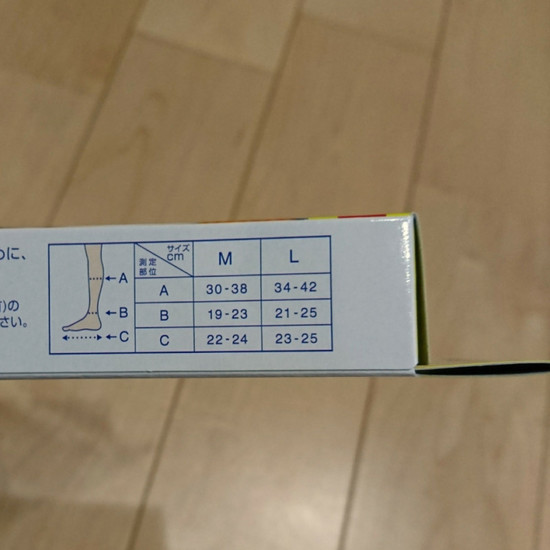 めに、
)の
さい。
A
B
C
サイズ
cm
測定
部位
M
L
A 30-38 34-42
B 19-23 21-25
C 22-24 23-25